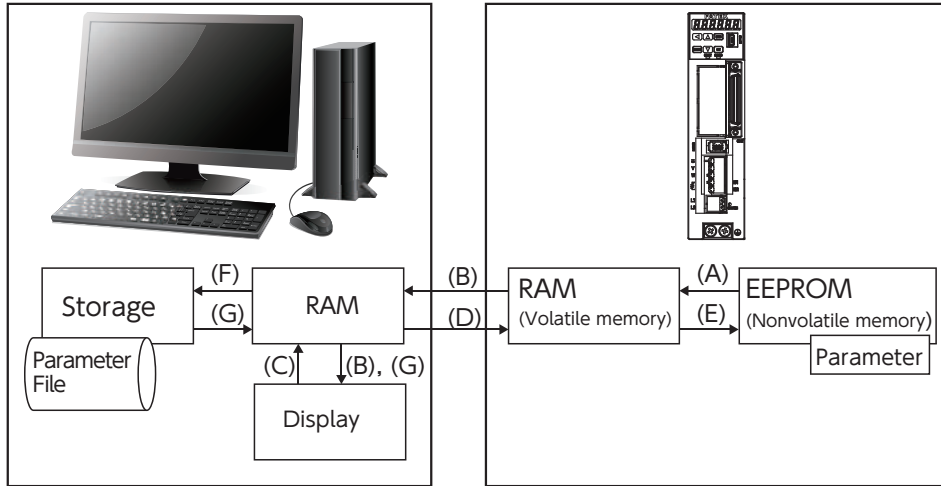 (F)
(G)
Storage
Parameter
File
RAM
(C)
(B), (G)
Display
(B)
(D)
RAM
(Volatile memory)
(A)
(E)
EEPROM
(Nonvolatile memory)
Parameter